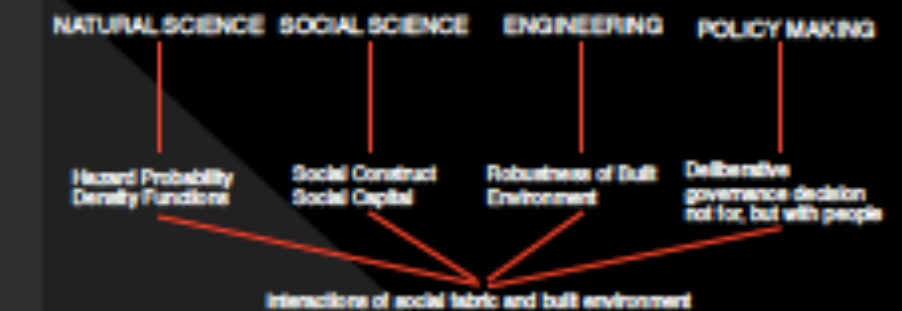 NATURAL SCIENCE
SOCIAL SCIENCE
ENGINEERING
POLICY MAKING
Hazard Probability
Density Functions
Social Construct
Social Capital
Robustness of Built
Environment
Deliberative
governance decision
not for, but with people
Interactions of social fabric and built environment